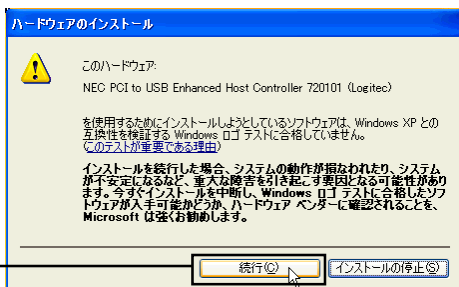 ハードウェアのインストール
このハードウェア:
NEC PCI to USB Enhanced Host Controller 720101 (Logitec)
を使用するためにインストールしようとしているソフトウェアは、Windows XP との
互換性を検証する Windows ロゴ テストに合格していません。
(このテストが重要である理由)
インストールを続行した場合、システムの動作が損なわれたり、システム
が不安定になるなど、重大な障害を引き起こす要因となる可能性があり
ます。今すぐインストールを中断し、Windows ロゴ テストに合格したソフ
トウェアが入手可能かどうか、ハードウェア ベンダーに確認されることを、
Microsoft は強くお勧めします。
続行(C)
インストールの停止(S)